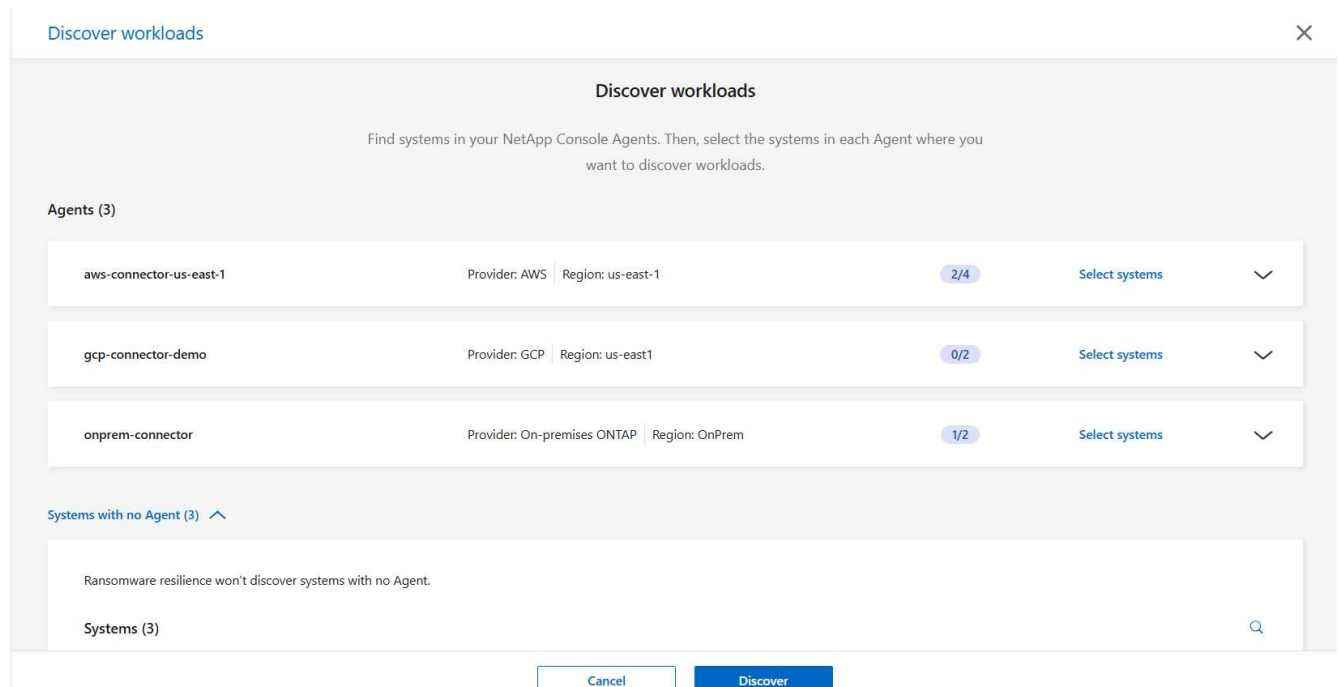 Discover workloads
Discover workloads
Find systems in your NetApp Console Agents. Then, select the systems in each Agent where you
want to discover workloads.
Agents (3)
aws-connector-us-east-1 Provider: AWS Region: us-east-1 2/4 Select systems
gcp-connector-demo Provider: GCP Region: us-east1 0/2 Select systems
onprem-connector Provider: On-premises ONTAP Region: OnPrem 1/2 Select systems
Systems with no Agent (3)
Ransomware resilience won't discover systems with no Agent.
Systems (3)
Cancel Discover